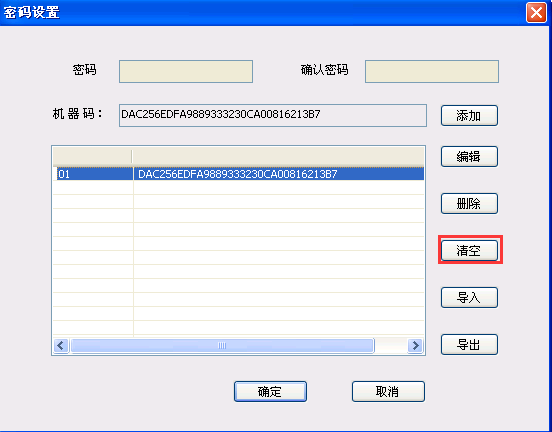 密码设置
密码 确认密码
机器码： DAC256EDFA9889333230CA00816213B7 添加
编辑
01 DAC256EDFA9889333230CA00816213B7
删除
清空
导入
导出
确定 取消